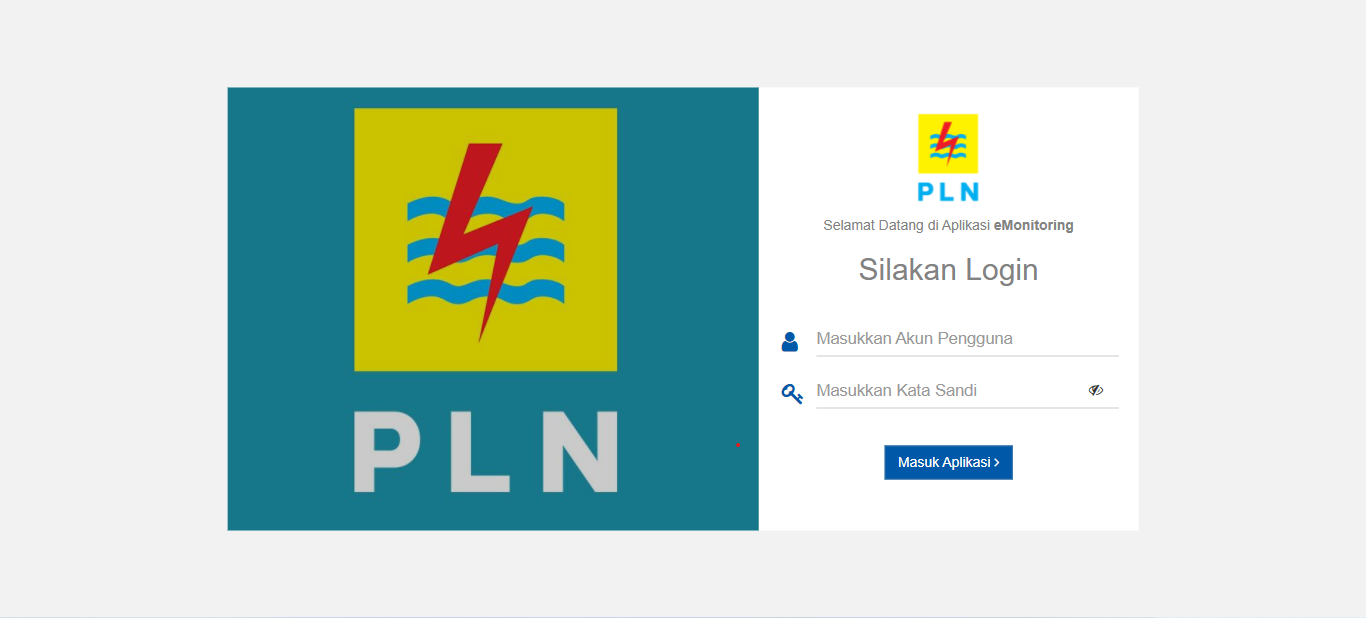 PLN
PLN
Selamat Datang di Aplikasi eMonitoring
Silakan Login
Masukkan Akun Pengguna
Masukkan Kata Sandi
Masuk Aplikasi >